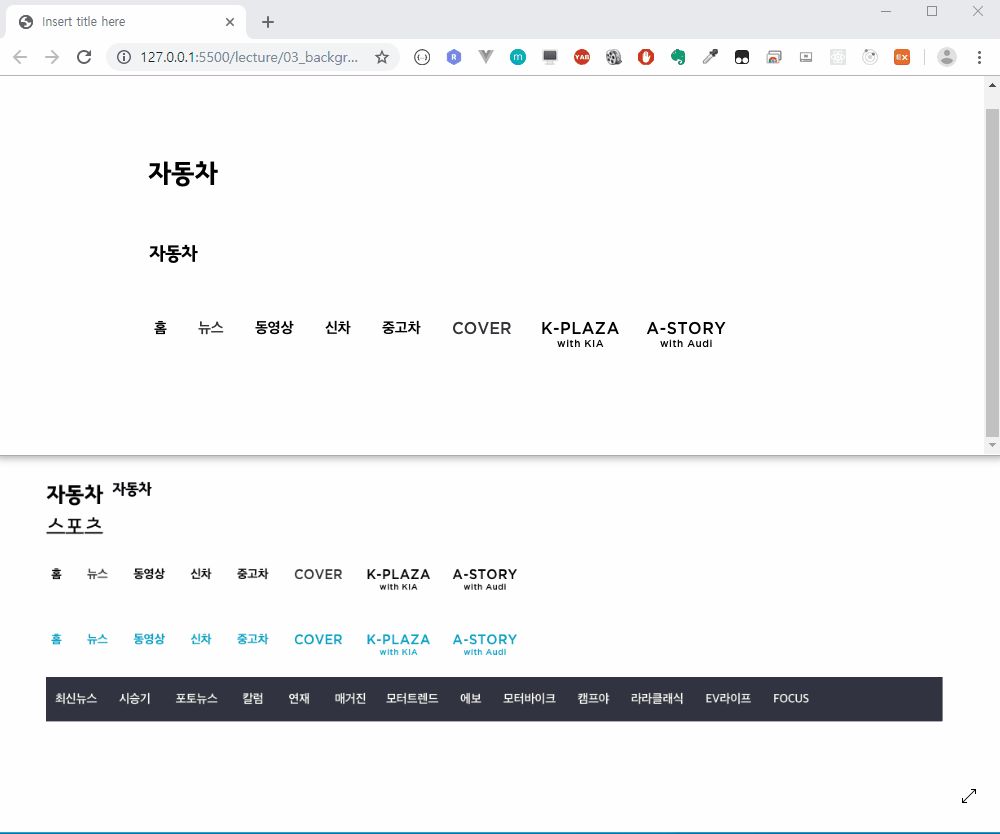 Insert title here
127.0.0.1:5500/lecture/03_backgr...
자동차
자동차
홈 뉴스 동영상 신차 중고차 COVER K-PLAZA with KIA A-STORY with Audi
자동차 자동차
스포츠
홈 뉴스 동영상 신차 중고차 COVER K-PLAZA with KIA A-STORY with Audi
홈 뉴스 동영상 신차 중고차 COVER K-PLAZA with KIA A-STORY with Audi
최신뉴스 시승기 포토뉴스 칼럼 연재 매거진 모터트렌드 에보 모터바이크 캠프야 라라클래식 EV라이프 FOCUS